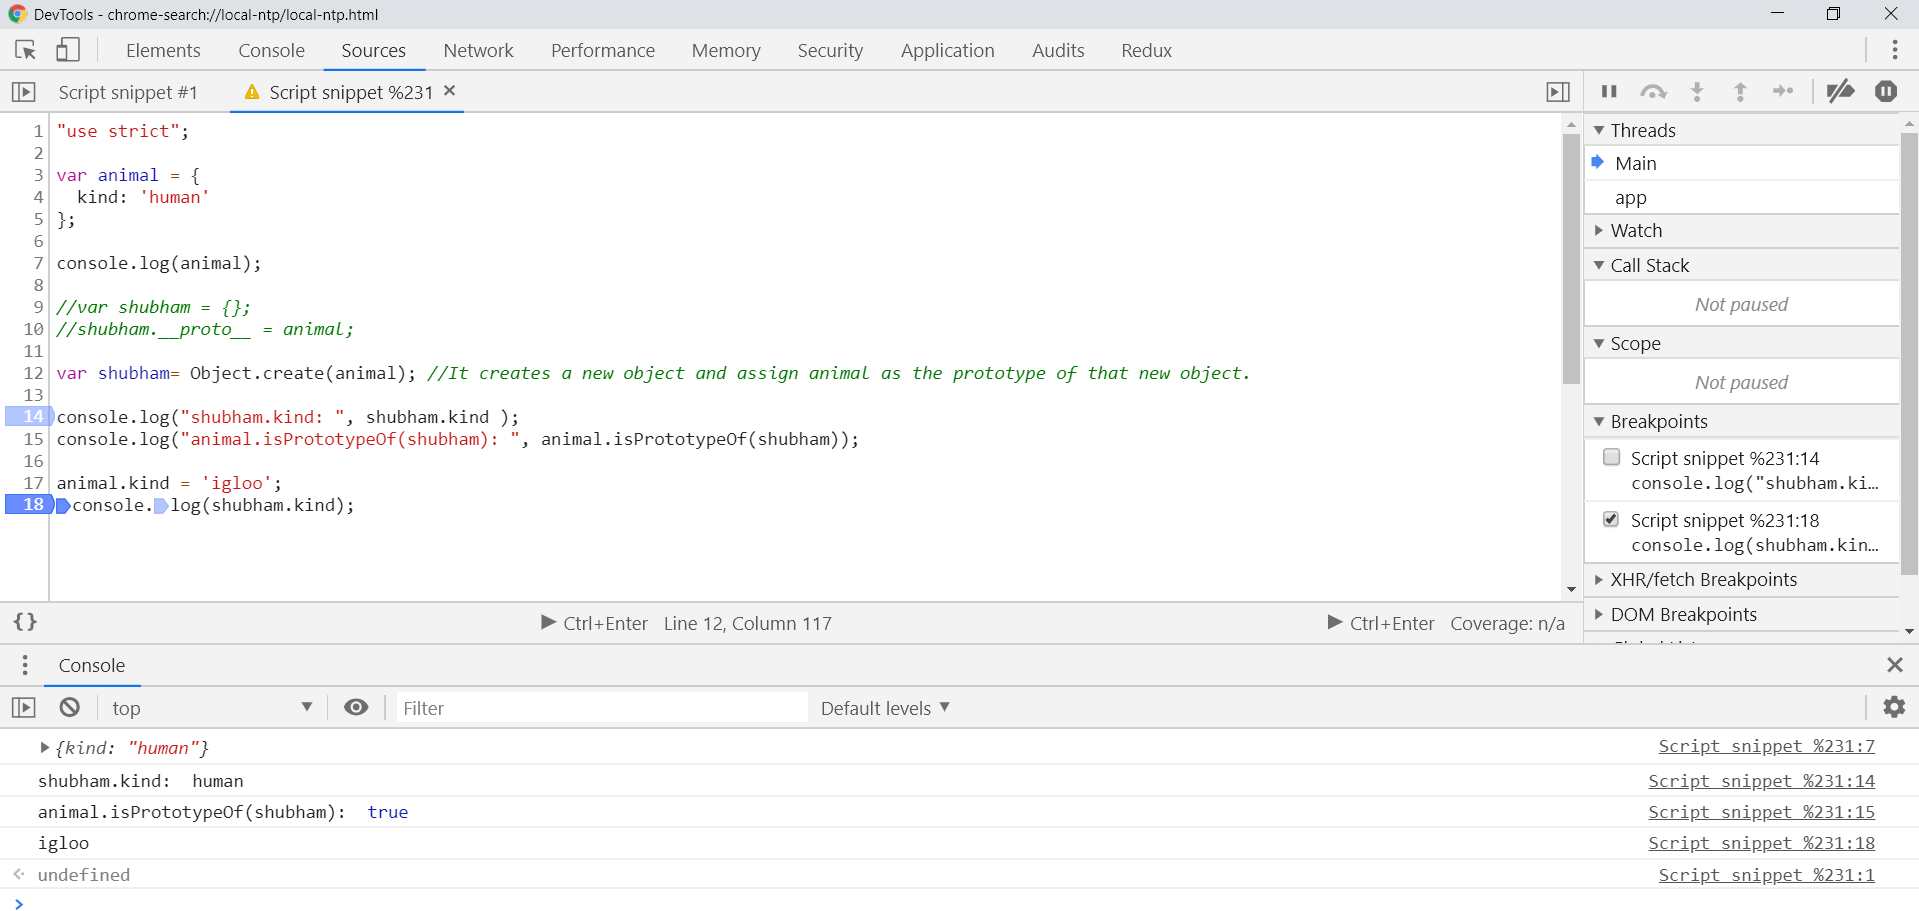 DevTools - chrome-search://local-ntp/local-ntp.html
Elements Console Sources Network Performance Memory Security Application Audits Redux
Script snippet #1 Script snippet %231
1 "use strict";
2
3 var animal = {
4 kind: 'human'
5 };
6
7 console.log(animal);
8
9 //var shubham = {};
10 //shubham.__proto__ = animal;
11
12 var shubham= Object.create(animal); //It creates a new object and assign animal as the prototype of that new object.
13
14 console.log("shubham.kind: ", shubham.kind );
15 console.log("animal.isPrototypeOf(shubham): ", animal.isPrototypeOf(shubham));
16
17 animal.kind = 'igloo';
18 console.log(shubham.kind);
{} Ctrl+Enter Line 12, Column 117 Ctrl+Enter Coverage: n/a
Threads
Main
app
Watch
Call Stack
Not paused
Scope
Not paused
Breakpoints
Script snippet %231:14
console.log("shubham.ki…
Script snippet %231:18
console.log(shubham.kin…
XHR/fetch Breakpoints
DOM Breakpoints
Console
top Filter Default levels
{kind: "human"} Script snippet %231:7
shubham.kind: human Script snippet %231:14
animal.isPrototypeOf(shubham): true Script snippet %231:15
igloo Script snippet %231:18
undefined Script snippet %231:1